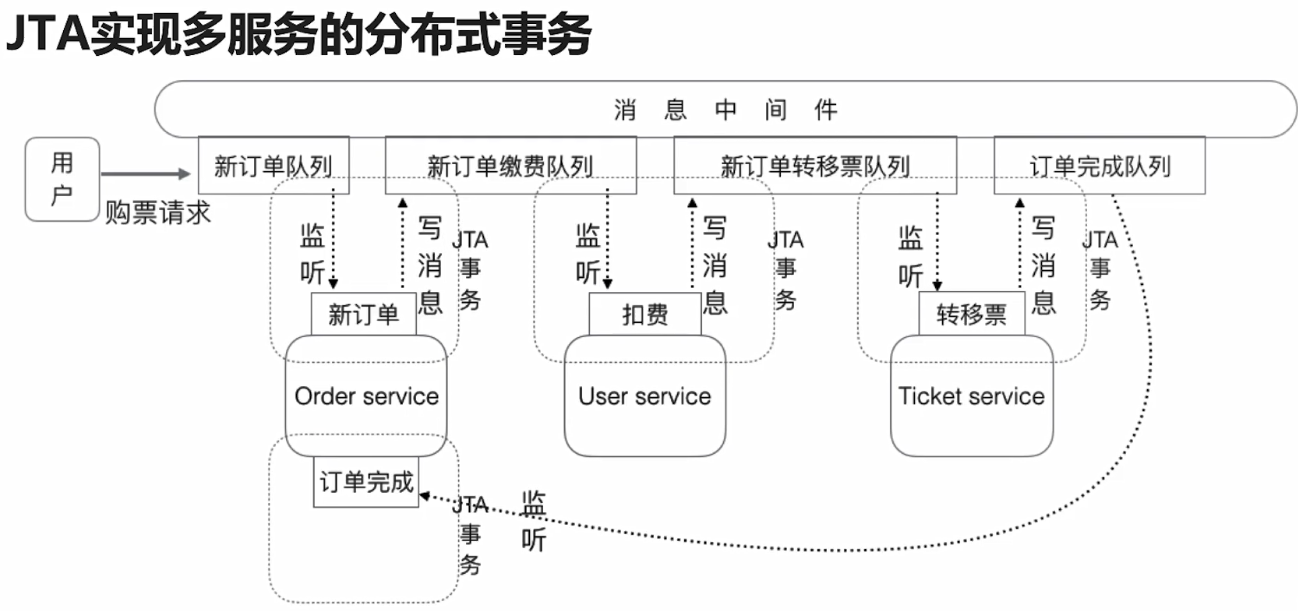 JTA实现多服务的分布式事务
消息中间件
用户
购票请求
新订单队列
新订单缴费队列
新订单转移票队列
订单完成队列
监听
写消息
JTA事务
监听
写消息
JTA事务
监听
写消息
JTA事务
新订单
扣费
转移票
Order service
User service
Ticket service
订单完成
JTA事务
监听